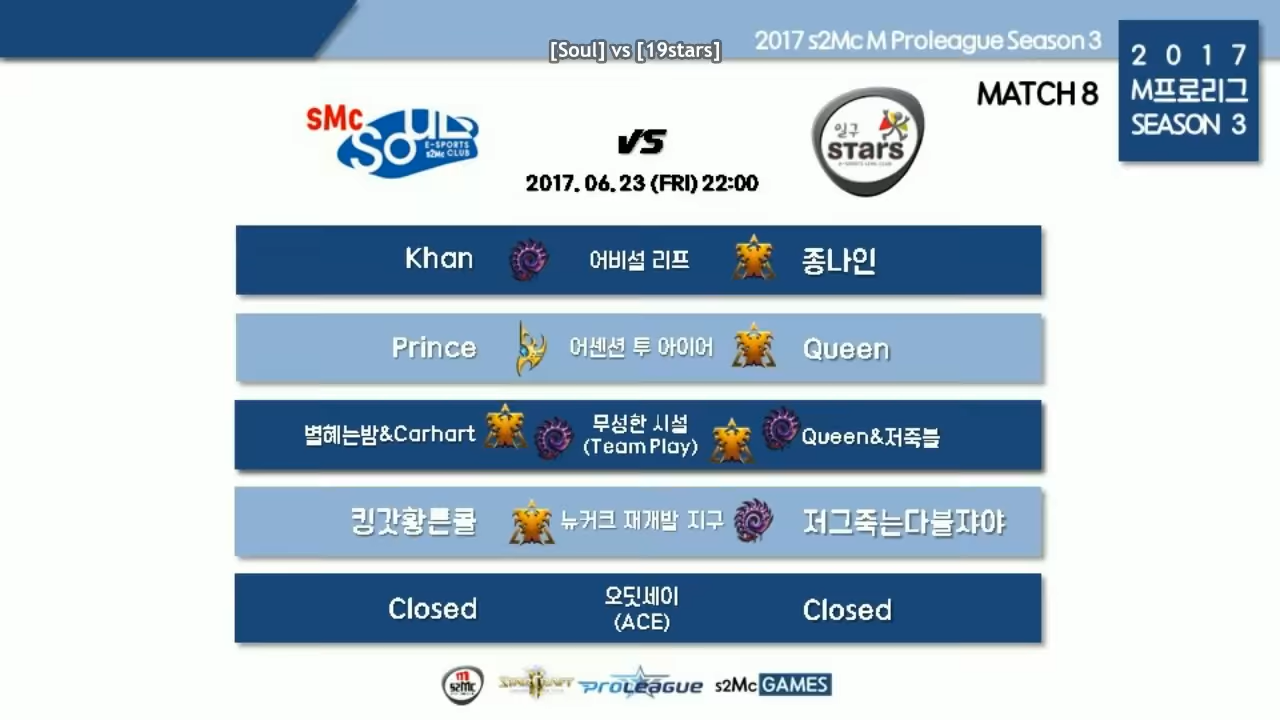 [Soul] vs [19stars]
2017 s2Mc M Proleague Season 3
2 0 1 7
M프로리그
SEASON 3
MATCH 8
sMc
SOUL
E-SPORTS
s2Mc CLUB
vs
2017. 06. 23 (FRI) 22:00
일구
stars
Khan 어비설 리프 종나인
Prince 어센션 투 아이어 Queen
별헤는밤&Carhart 무성한 시설 Queen&저죽블
(Team Play)
킹갓황튼콜 뉴커크 재개발 지구 저그죽는다블쟈야
Closed 오딧세이 Closed
(ACE)
s2Mc STARCRAFT PROLEAGUE s2Mc GAMES